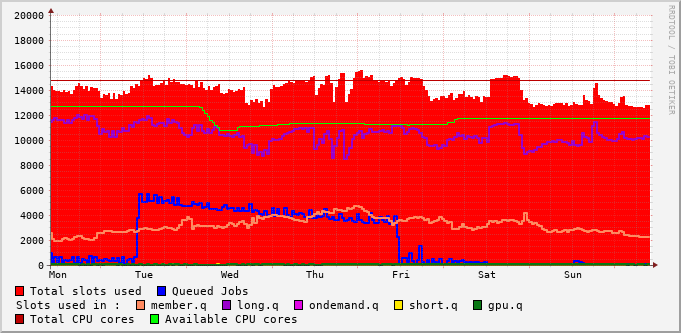 20000
18000
16000
14000
12000
10000
8000
6000
4000
2000
0
Mon Tue Wed Thu Fri Sat Sun
RRDTOOL / TOBI OETIKER
Total slots used Queued Jobs
Slots used in : member.q long.q ondemand.q short.q gpu.q
Total CPU cores Available CPU cores